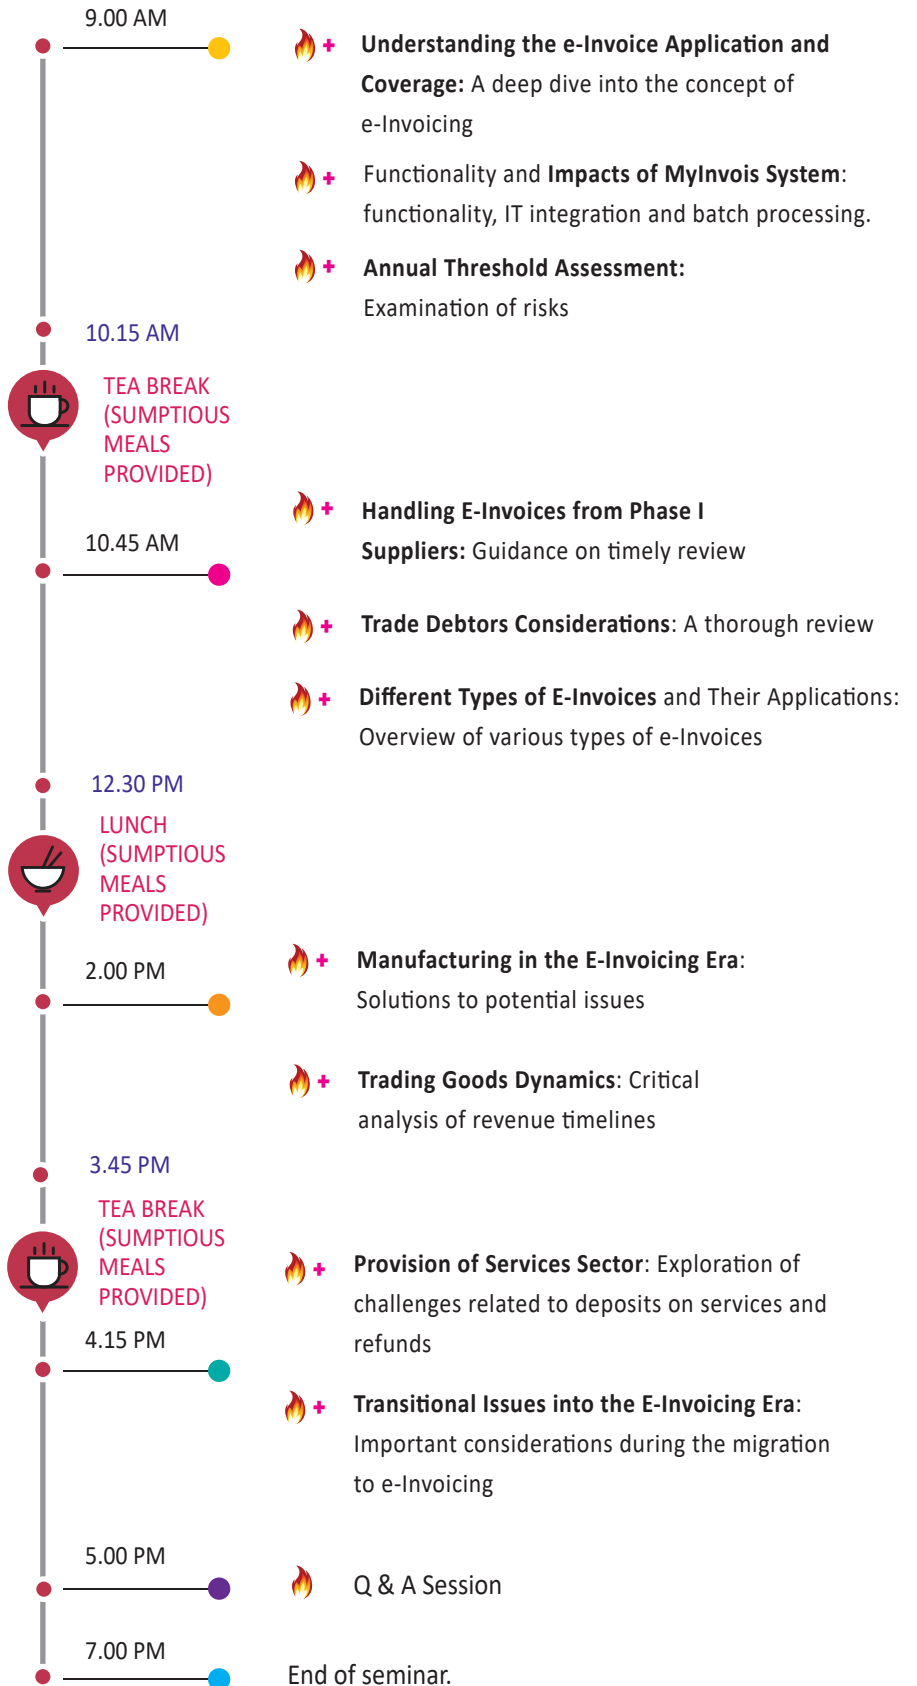 9.00 AM
Understanding the e-Invoice Application and
Coverage: A deep dive into the concept of
e-Invoicing
Functionality and Impacts of MyInvois System:
functionality, IT integration and batch processing.
Annual Threshold Assessment:
Examination of risks
10.15 AM
TEA BREAK
(SUMPTIOUS
MEALS
PROVIDED)
10.45 AM
Handling E-Invoices from Phase I
Suppliers: Guidance on timely review
Trade Debtors Considerations: A thorough review
Different Types of E-Invoices and Their Applications:
Overview of various types of e-Invoices
12.30 PM
LUNCH
(SUMPTIOUS
MEALS
PROVIDED)
2.00 PM
Manufacturing in the E-Invoicing Era:
Solutions to potential issues
Trading Goods Dynamics: Critical
analysis of revenue timelines
3.45 PM
TEA BREAK
(SUMPTIOUS
MEALS
PROVIDED)
4.15 PM
Provision of Services Sector: Exploration of
challenges related to deposits on services and
refunds
Transitional Issues into the E-Invoicing Era:
Important considerations during the migration
to e-Invoicing
5.00 PM
Q & A Session
7.00 PM
End of seminar.